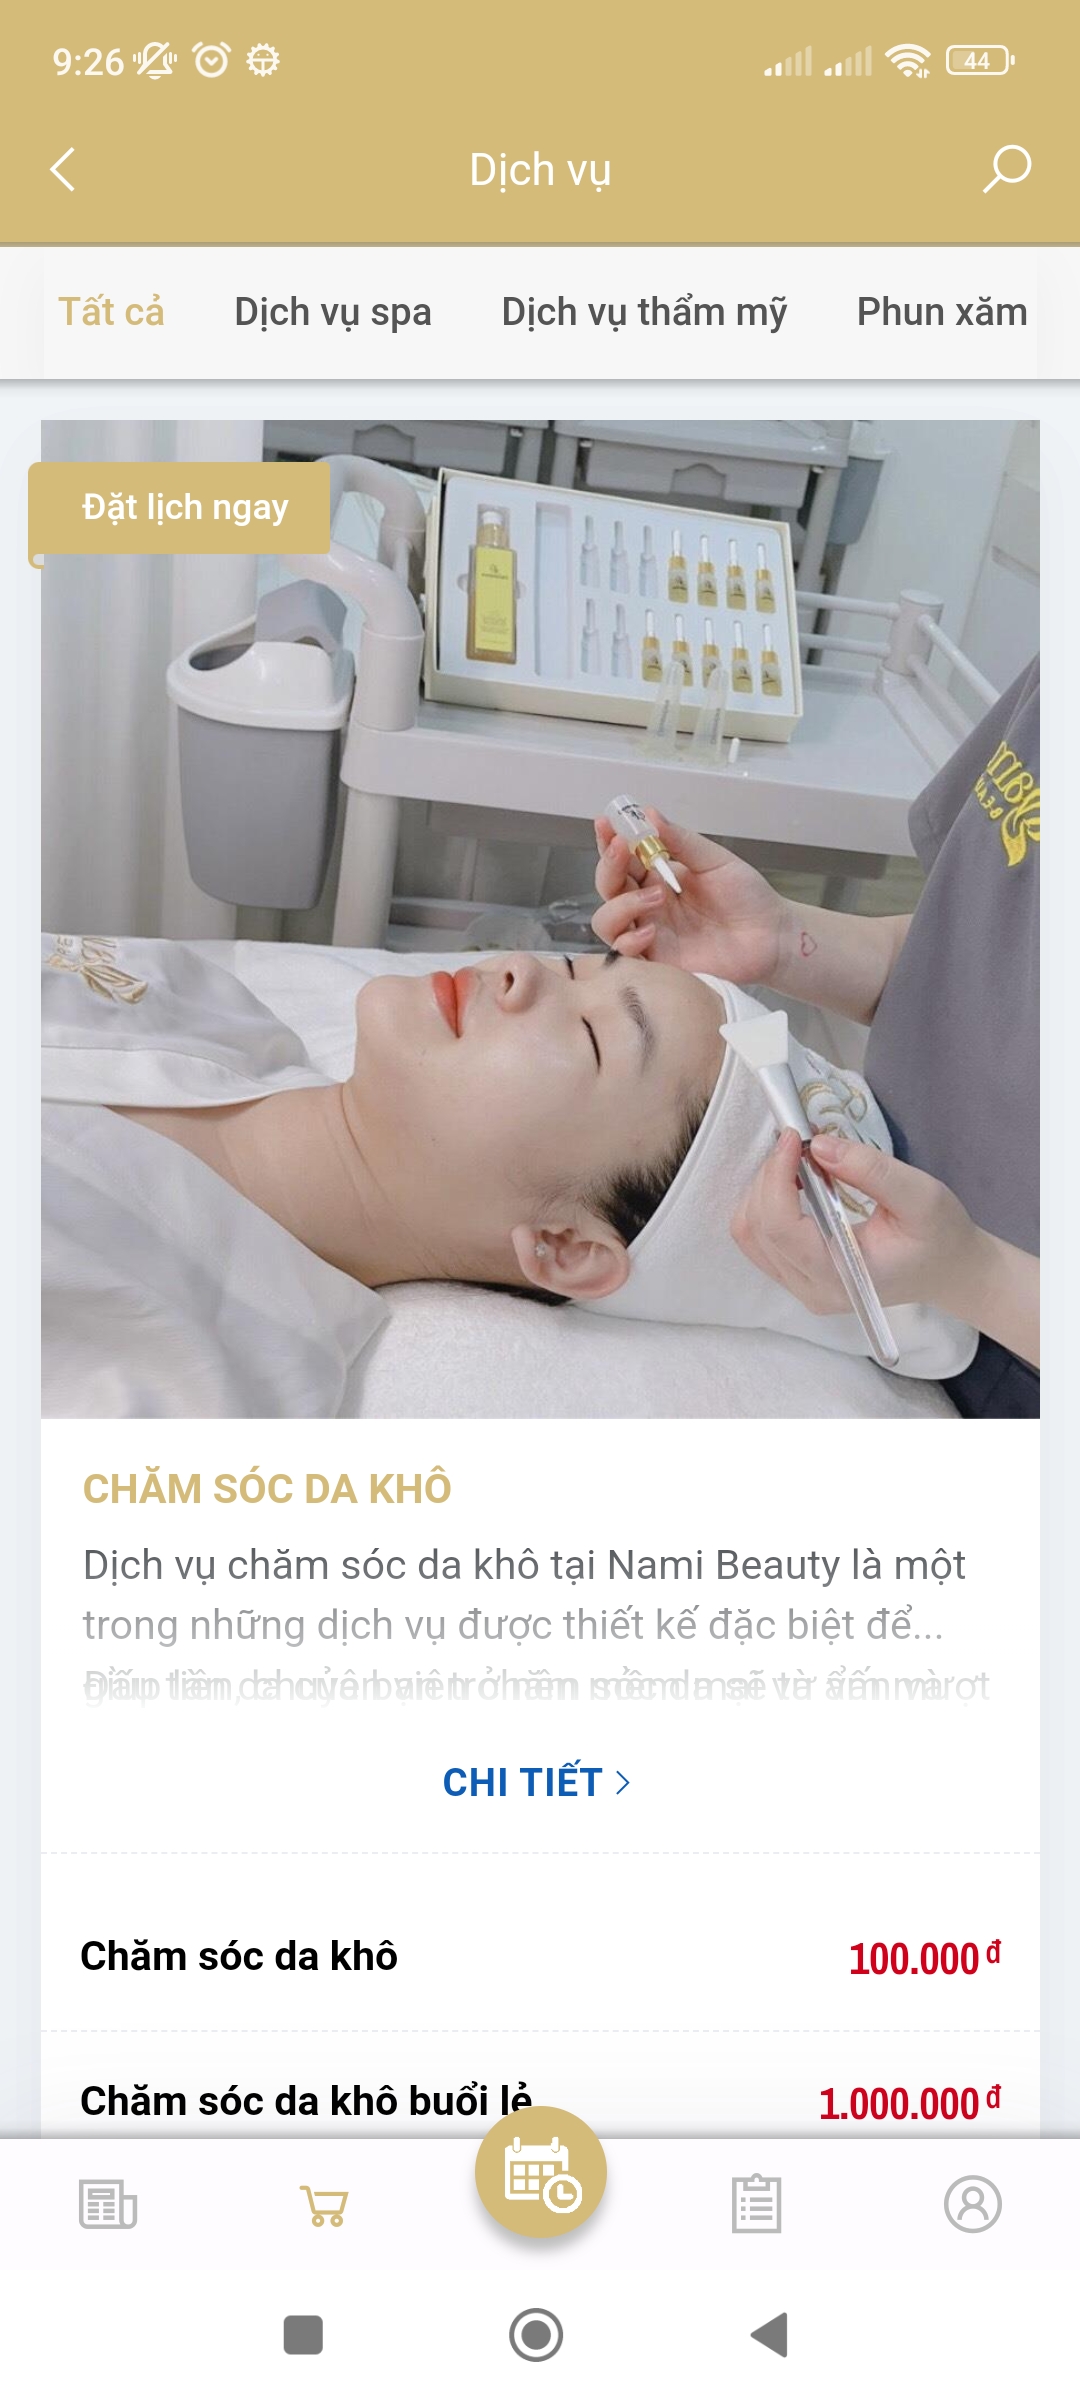 9:26
44
Dịch vụ
Tất cả
Dịch vụ spa
Dịch vụ thẩm mỹ
Phun xăm
Đặt lịch ngay
CHĂM SÓC DA KHÔ
Dịch vụ chăm sóc da khô tại Nami Beauty là một
trong những dịch vụ được thiết kế đặc biệt để...
CHI TIẾT
Chăm sóc da khô
100.000 đ
Chăm sóc da khô buổi lẻ
1.000.000 đ